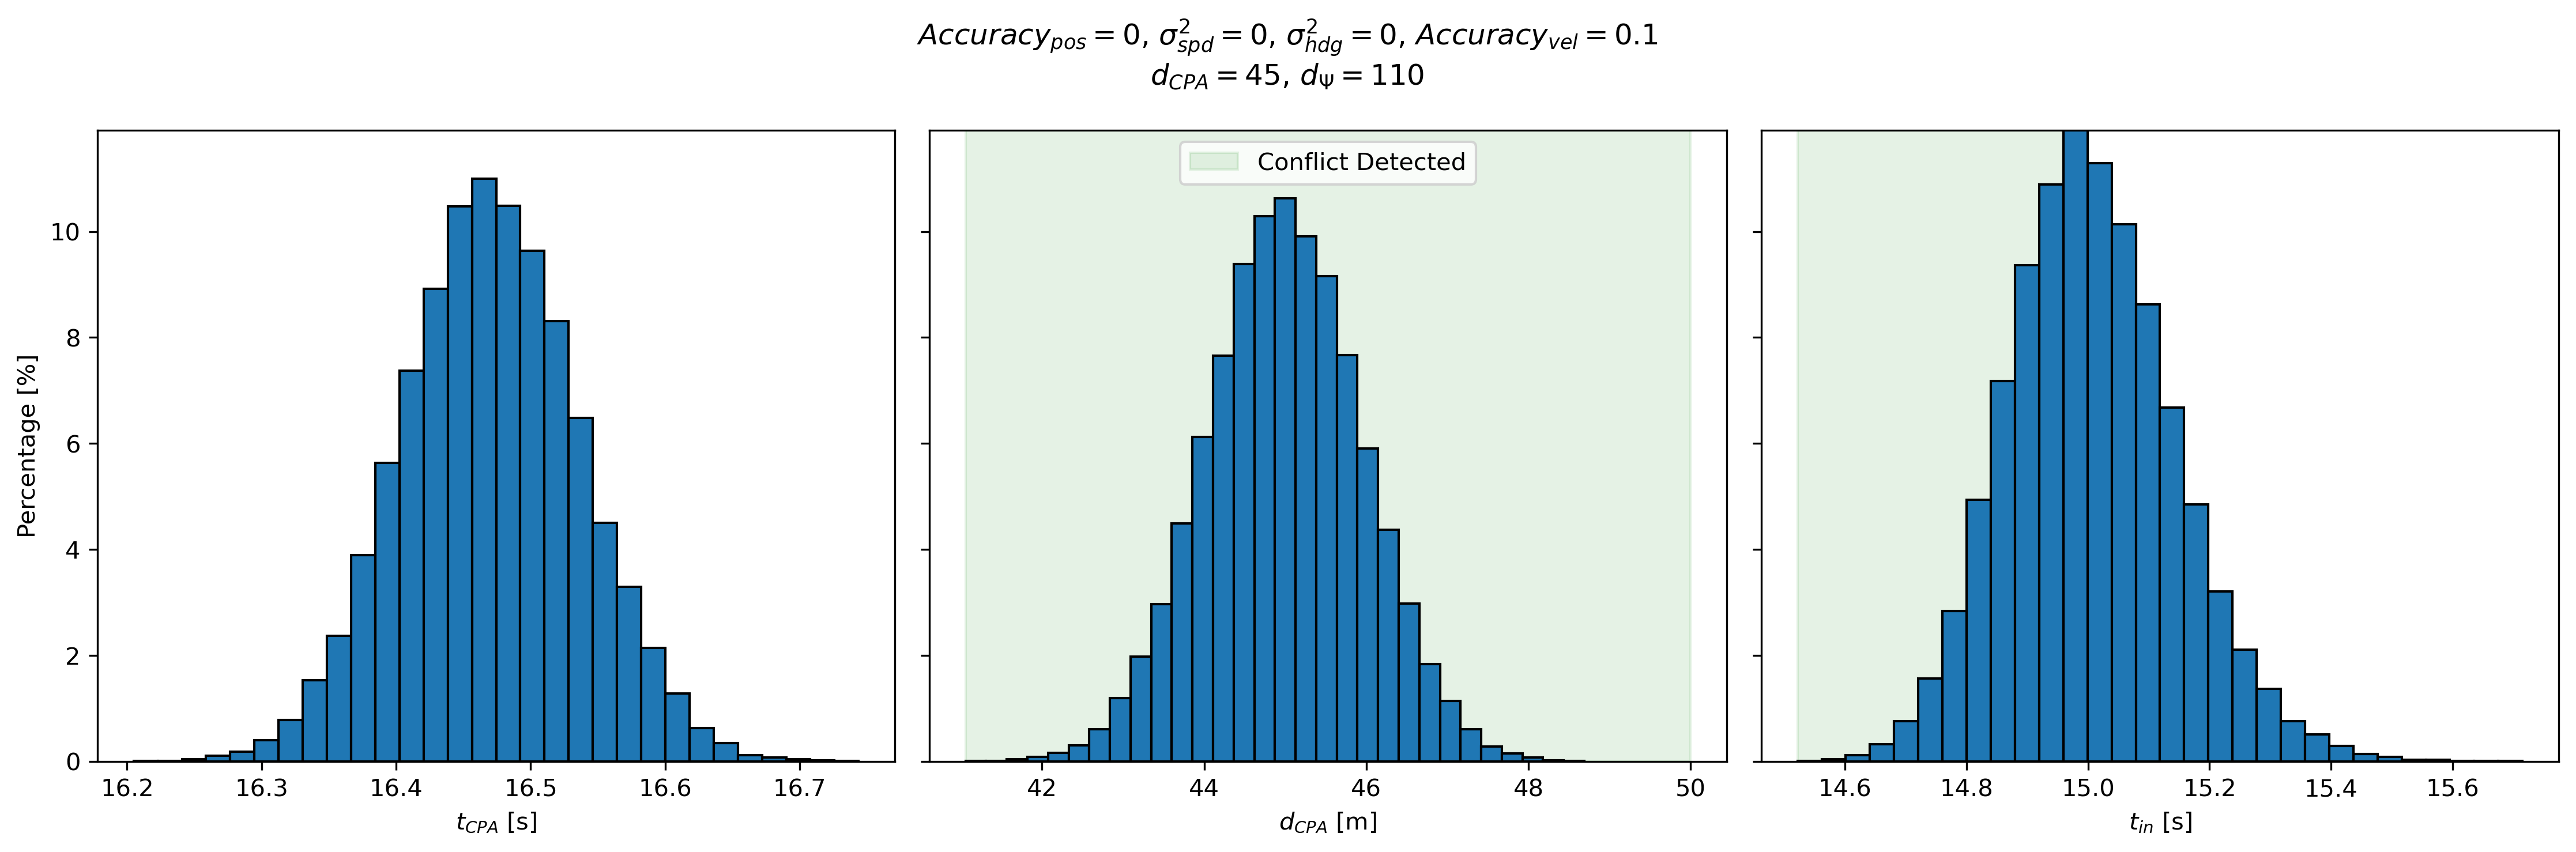 Accuracy_pos = 0, σ²_spd = 0, σ²_hdg = 0, Accuracy_vel = 0.1
d_CPA = 45, d_Ψ = 110
Percentage [%]
10
8
6
4
2
0
16.2 16.3 16.4 16.5 16.6 16.7
t_CPA [s]
Conflict Detected
42 44 46 48 50
d_CPA [m]
14.6 14.8 15.0 15.2 15.4 15.6
t_in [s]